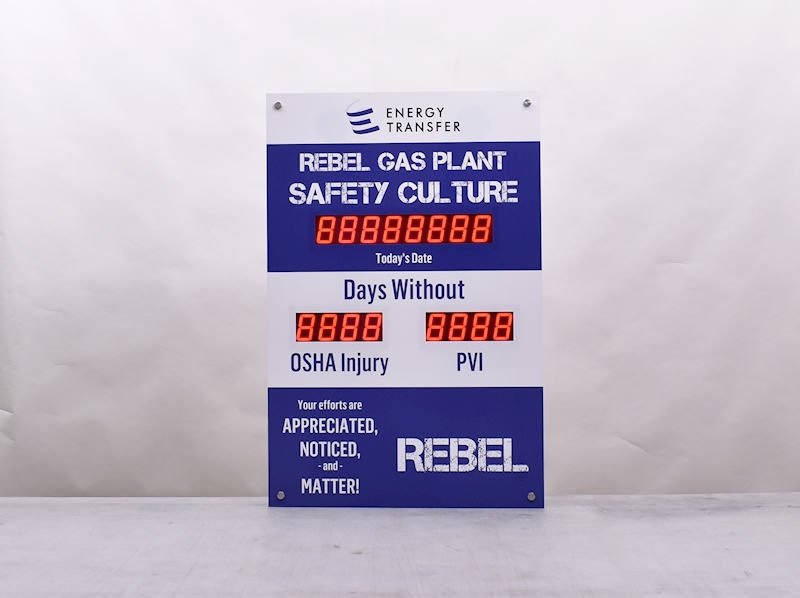 ENERGY
TRANSFER
REBEL GAS PLANT
SAFETY CULTURE
88888888
Today's Date
Days Without
8888 8888
OSHA Injury PVI
Your efforts are
APPRECIATED,
NOTICED,
- and -
MATTER!
REBEL